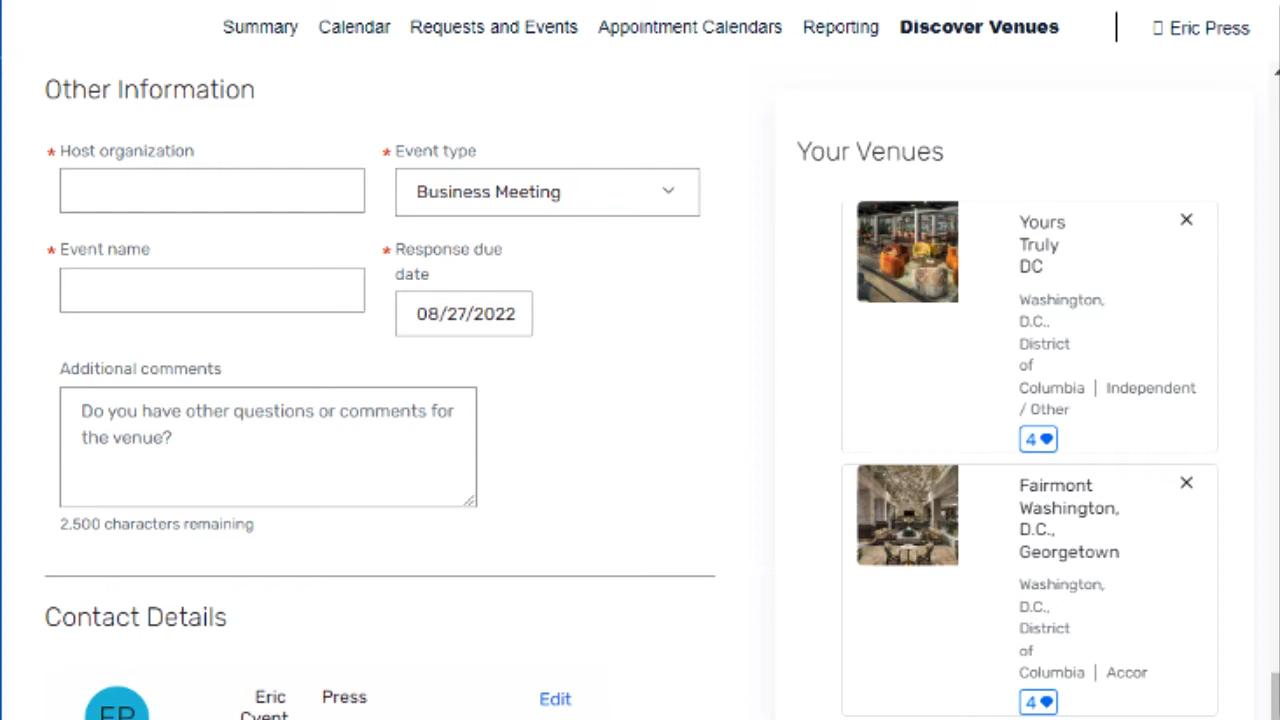 Summary Calendar Requests and Events Appointment Calendars Reporting Discover Venues Eric Press
Other Information
* Host organization
* Event type
Business Meeting
* Event name
* Response due
date
08/27/2022
Additional comments
Do you have other questions or comments for
the venue?
2,500 characters remaining
Contact Details
EP
Eric Press
Cvent
Edit
Your Venues
Yours
Truly
DC
Washington,
D.C.,
District
of
Columbia | Independent
/ Other
4
Fairmont
Washington,
D.C.,
Georgetown
Washington,
D.C.,
District
of
Columbia | Accor
4